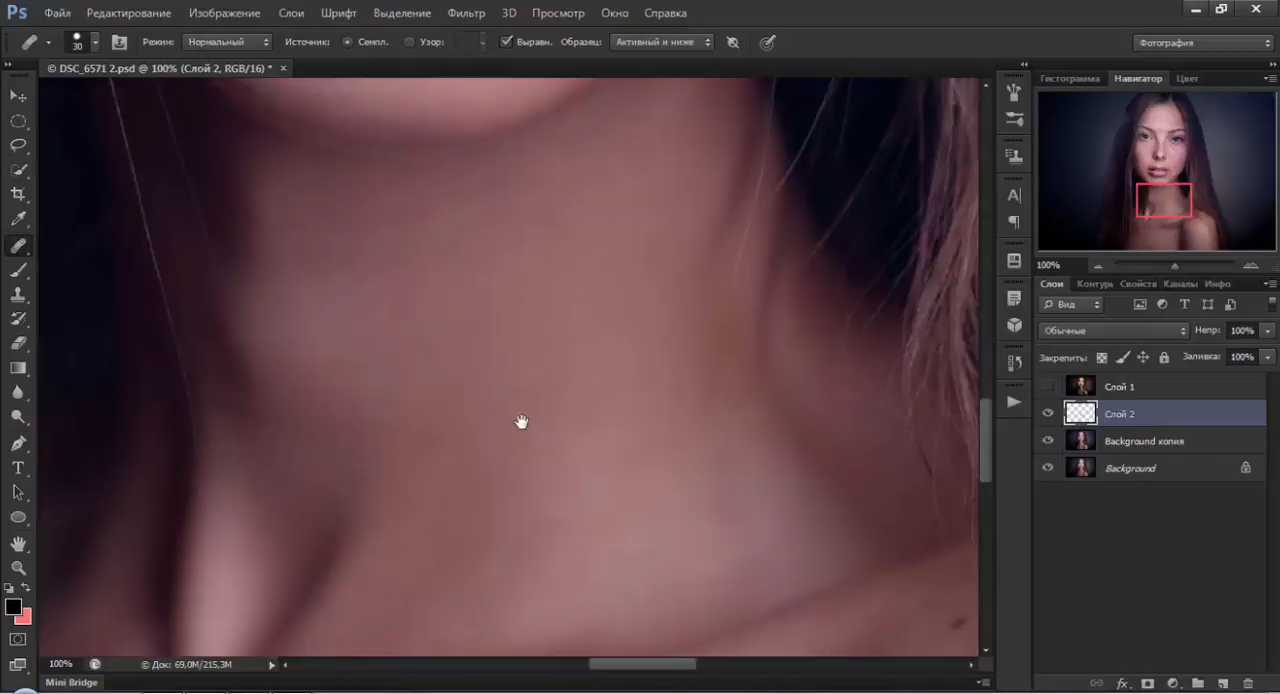 Ps Файл Редактирование Изображение Слои Шрифт Выделение Фильтр 3D Просмотр Окно Справка
30 Режим: Нормальный Источник: Семпл. Узор: Выравн. Образец: Активный и ниже Фотография
© DSC_6571 2.psd @ 100% (Слой 2, RGB/16) *
Гистограмма Навигатор Цвет
100%
Слои Контуры Свойств Каналы Инфо
Вид
Обычные Непр: 100%
Закрепить: Заливка: 100%
Слой 1
Слой 2
Background копия
Background
100% © Док: 69,0M/215,3M
Mini Bridge